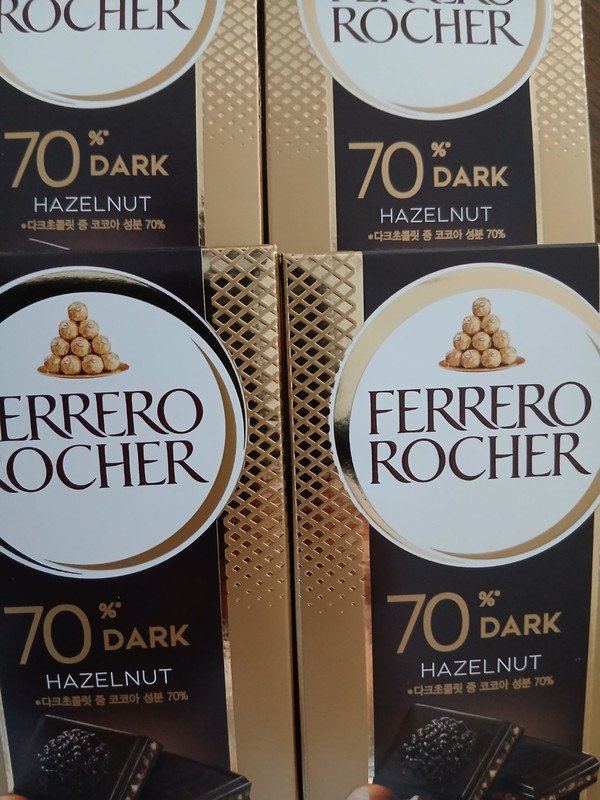 ROCHER
70%* DARK
HAZELNUT
*다크초콜릿 중 코코아 성분 70%
ROCHER
70%* DARK
HAZELNUT
*다크초콜릿 중 코코아 성분 70%
ERRERO
ROCHER
70%* DARK
HAZELNUT
*다크초콜릿 중 코코아 성분 70%
FERRERO
ROCHER
70%* DARK
HAZELNUT
*다크초콜릿 중 코코아 성분 70%